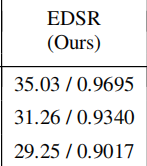 EDSR
(Ours)
35.03 / 0.9695
31.26 / 0.9340
29.25 / 0.9017